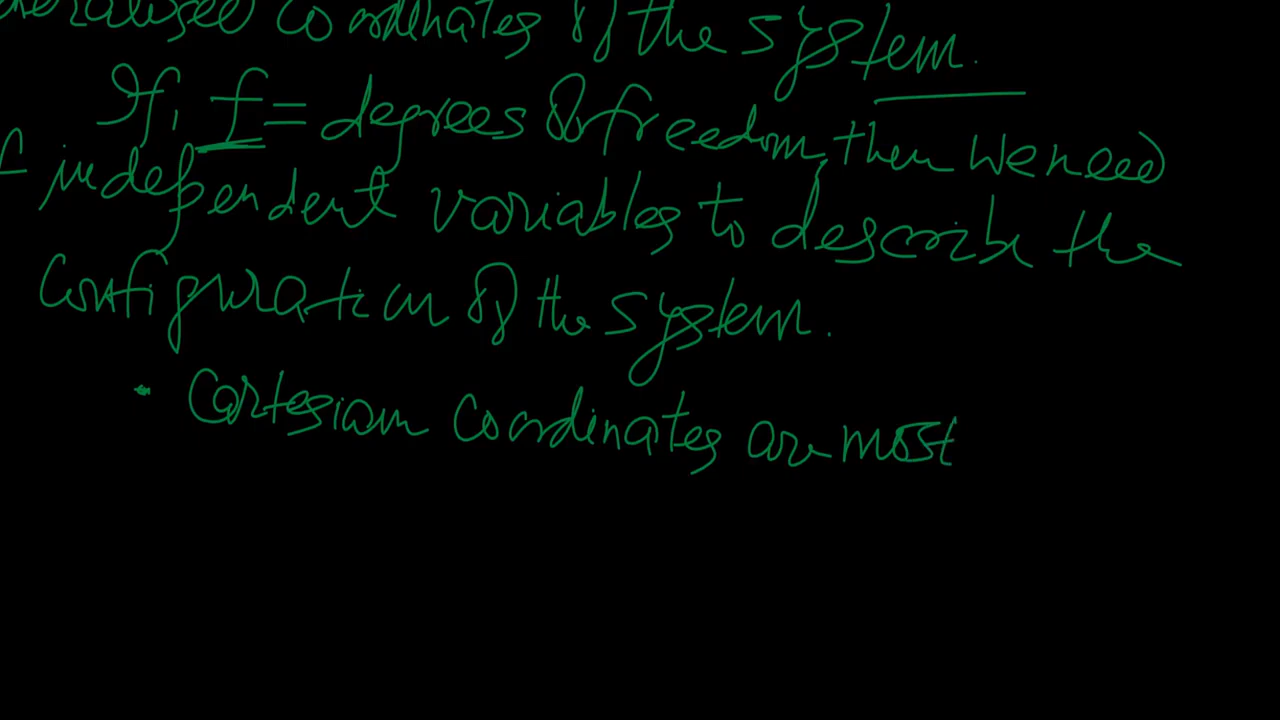 coordinates of the system.
If, f = degrees of freedom, then we need
f independent variables to describe the
Configuration of the system.
• Cartesian coordinates are most